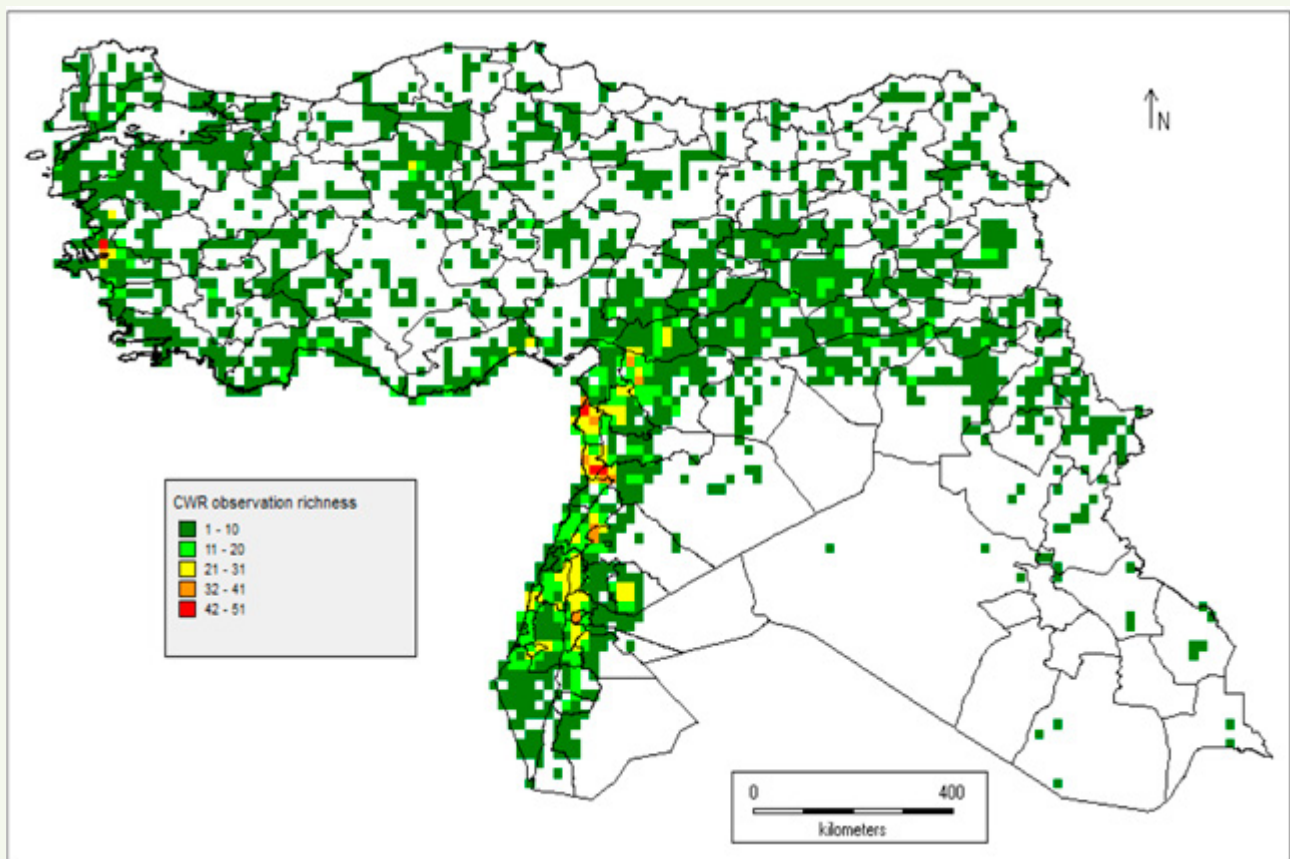 N
CWR observation richness
1 - 10
11 - 20
21 - 31
32 - 41
42 - 51
0 400
kilometers